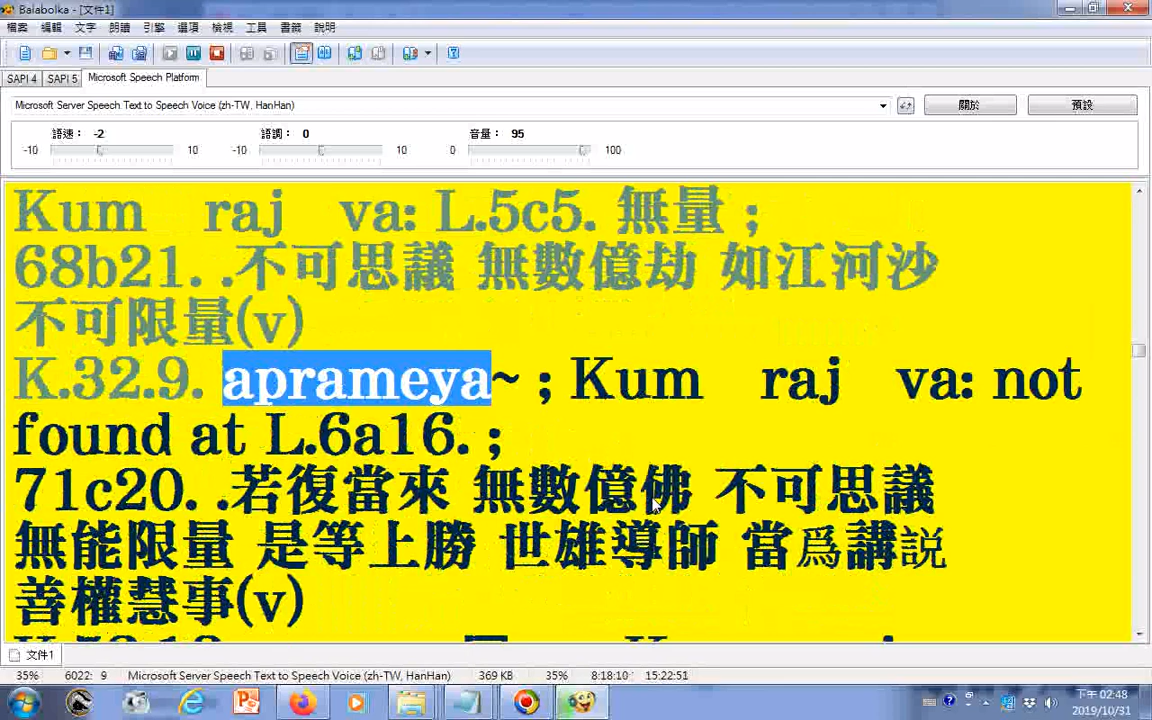 Balabolka - [文件1]
檔案 編輯 文字 朗讀 引擎 選項 檢視 工具 書籤 說明
SAPI 4 SAPI 5 Microsoft Speech Platform
Microsoft Server Speech Text to Speech Voice (zh-TW, HanHan) 關於 預設
語速： -2 語調： 0 音量： 95
-10 10 -10 10 0 100
Kum raj va: L.5c5. 無量 ;
68b21. .不可思議 無數億劫 如江河沙
不可限量(v)
K.32.9. aprameya~ ; Kum raj va: not
found at L.6a16. ;
71c20. .若復當來 無數億佛 不可思議
無能限量 是等上勝 世雄導師 當爲講説
善權慧事(v)
文件1
35% 6022: 9 Microsoft Server Speech Text to Speech Voice (zh-TW, HanHan) 369 KB 35% 8:18:10 15:22:51
下午 02:48
2019/10/31